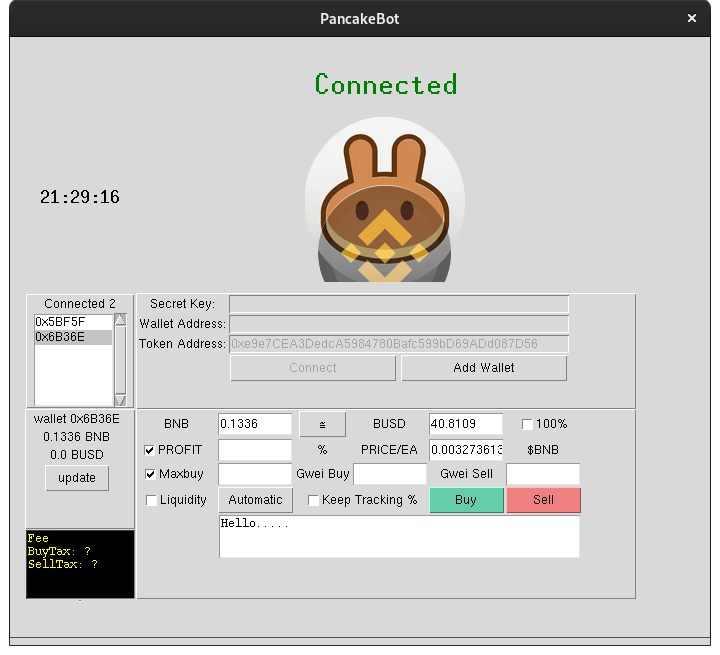 PancakeBot ×
Connected
21:29:16
Connected 2
0x5BF5F
0x6B36E
Secret Key:
Wallet Address:
Token Address: 0xe9e7CEA3DedcA5984780Bafc599bD69ADd087D56
Connect Add Wallet
wallet 0x6B36E
0.1336 BNB
0.0 BUSD
update
BNB 0.1336 ≅ BUSD 40.8109 100%
PROFIT % PRICE/EA 0.003273613 $BNB
Maxbuy Gwei Buy Gwei Sell
Liquidity Automatic Keep Tracking % Buy Sell
Hello.....
Fee
BuyTax: ?
SellTax: ?